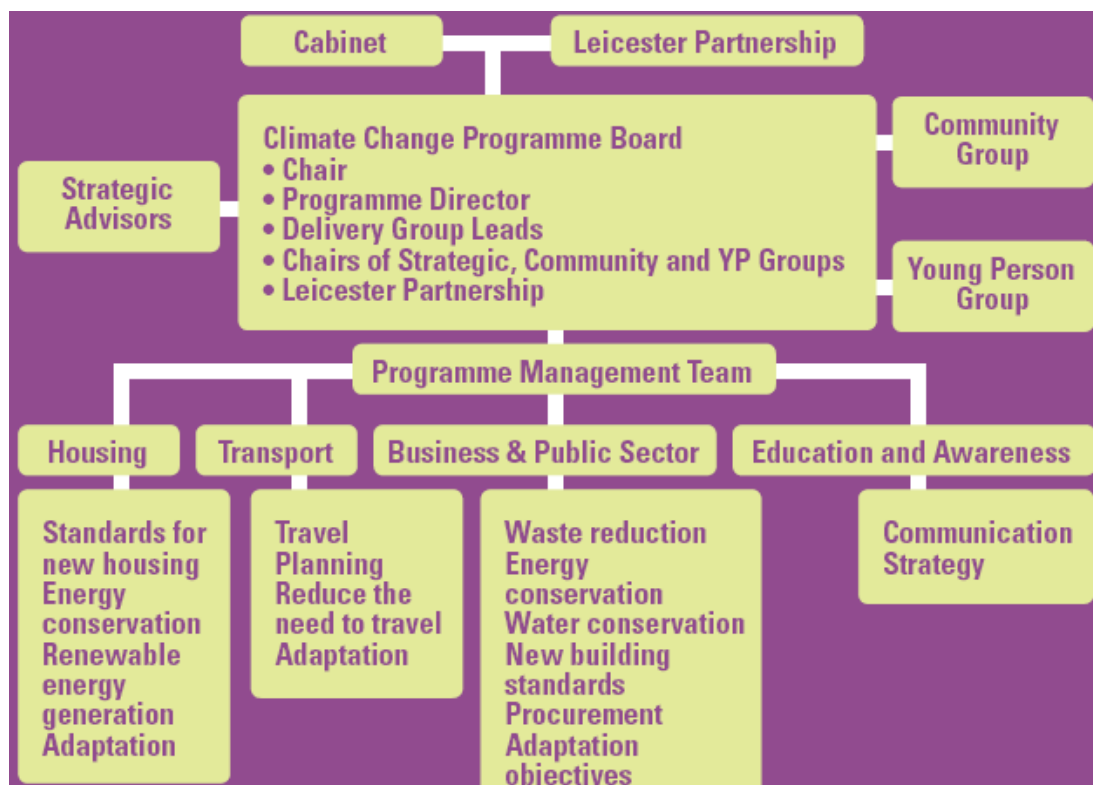 Cabinet
Leicester Partnership
Climate Change Programme Board
• Chair
• Programme Director
• Delivery Group Leads
• Chairs of Strategic, Community and YP Groups
• Leicester Partnership
Strategic
Advisors
Community
Group
Young Person
Group
Programme Management Team
Housing
Transport
Business & Public Sector
Education and Awareness
Standards for
new housing
Energy
conservation
Renewable
energy
generation
Adaptation
Travel
Planning
Reduce the
need to travel
Adaptation
Waste reduction
Energy
conservation
Water conservation
New building
standards
Procurement
Adaptation
objectives
Communication
Strategy